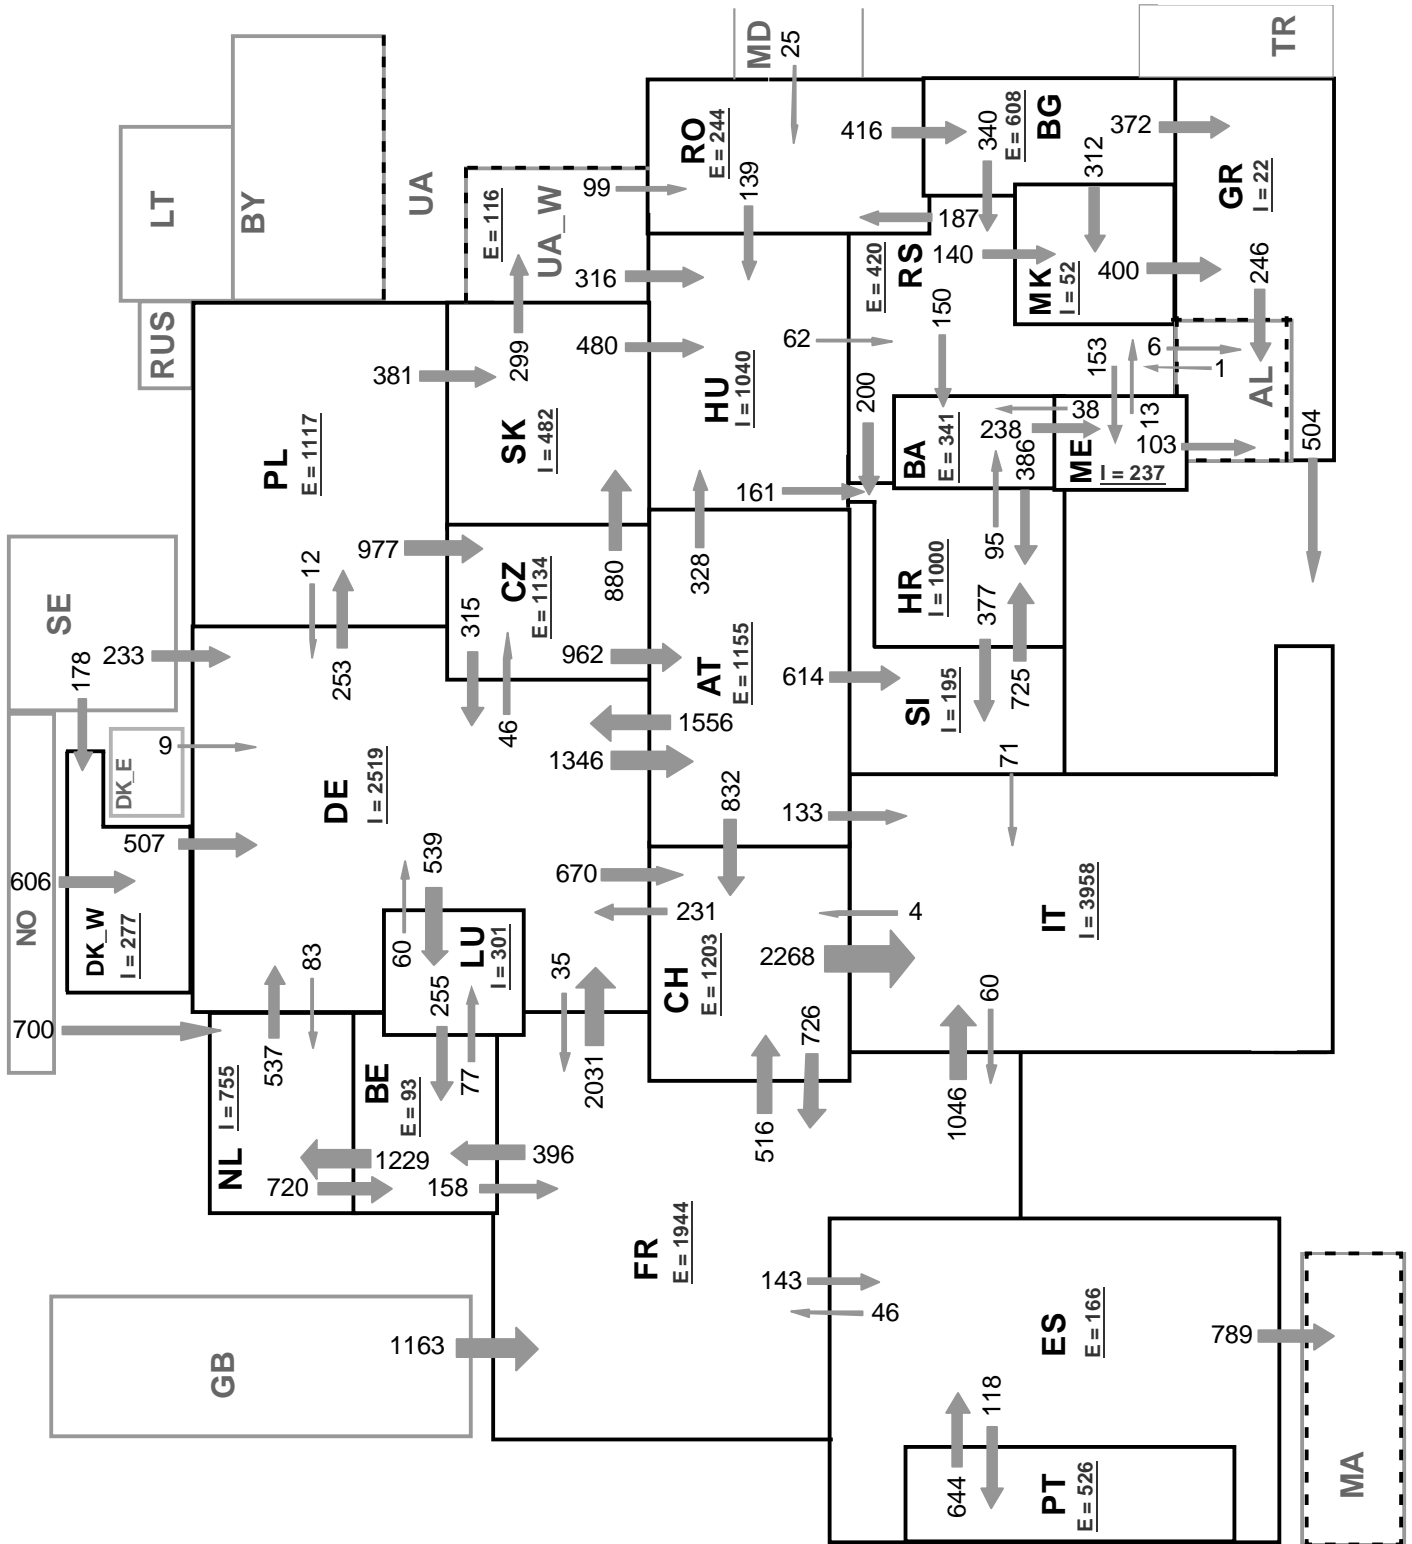 MD
25
TR
LT
BY
UA
E = 116
UA_W
99
RO
E = 244
139
416
340
E = 608
BG
312
372
GR
I = 22
187
RS
E = 420
140
MK
I = 52
400
246
316
RUS
299
480
HU
I = 1040
62
150
153
6
1
AL
381
SK
I = 482
200
BA
E = 341
238
38
386
ME
I = 237
13
103
504
PL
E = 1117
161
977
12
253
CZ
E = 1134
880
328
HR
I = 1000
95
377
SE
178
233
315
46
962
AT
E = 1155
614
SI
I = 195
725
9
DK_E
1556
1346
71
DE
I = 2519
832
133
507
539
670
231
4
606
NO
DK_W
I = 277
83
60
LU
I = 301
35
CH
E = 1203
2268
IT
I = 3958
700
537
255
77
2031
726
516
60
1046
BE
E = 93
NL
I = 755
1229
720
396
158
FR
E = 1944
143
46
ES
E = 166
789
GB
1163
644
118
PT
E = 526
MA